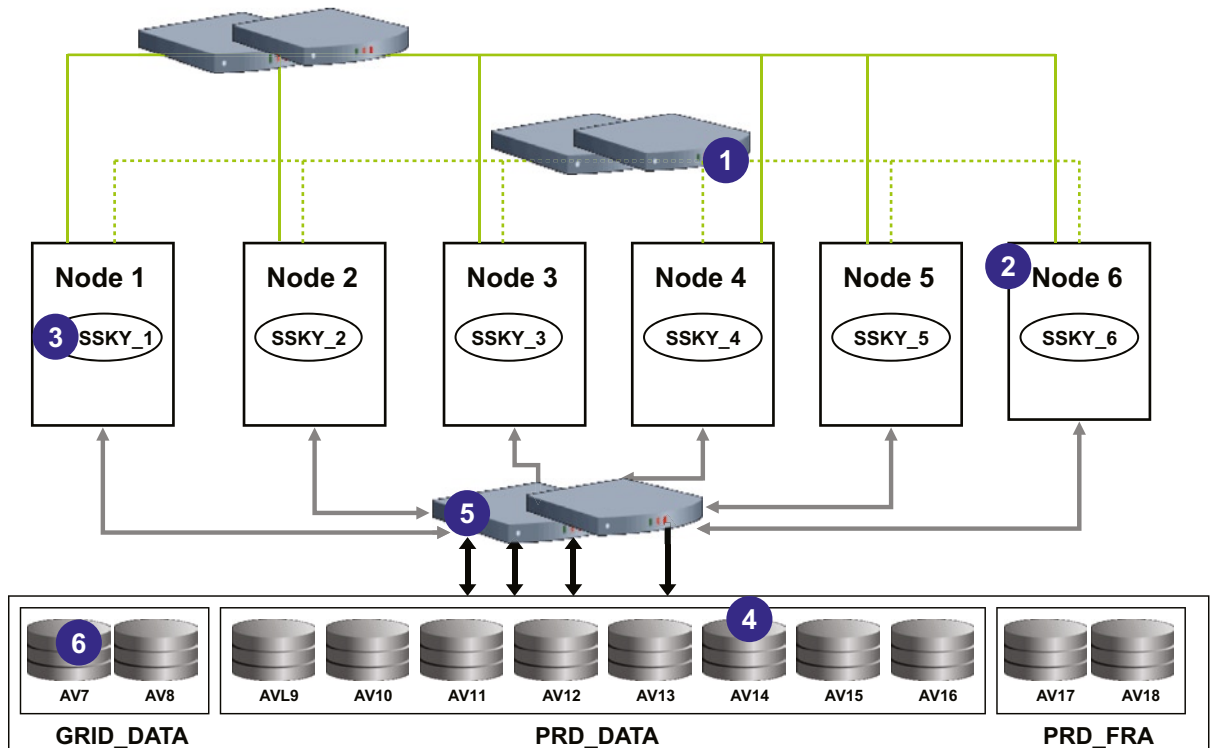 1
Node 1
Node 2
Node 3
Node 4
Node 5
2
Node 6
3
SSKY_1
SSKY_2
SSKY_3
SSKY_4
SSKY_5
SSKY_6
5
6
4
AV7
AV8
AVL9
AV10
AV11
AV12
AV13
AV14
AV15
AV16
AV17
AV18
GRID_DATA
PRD_DATA
PRD_FRA